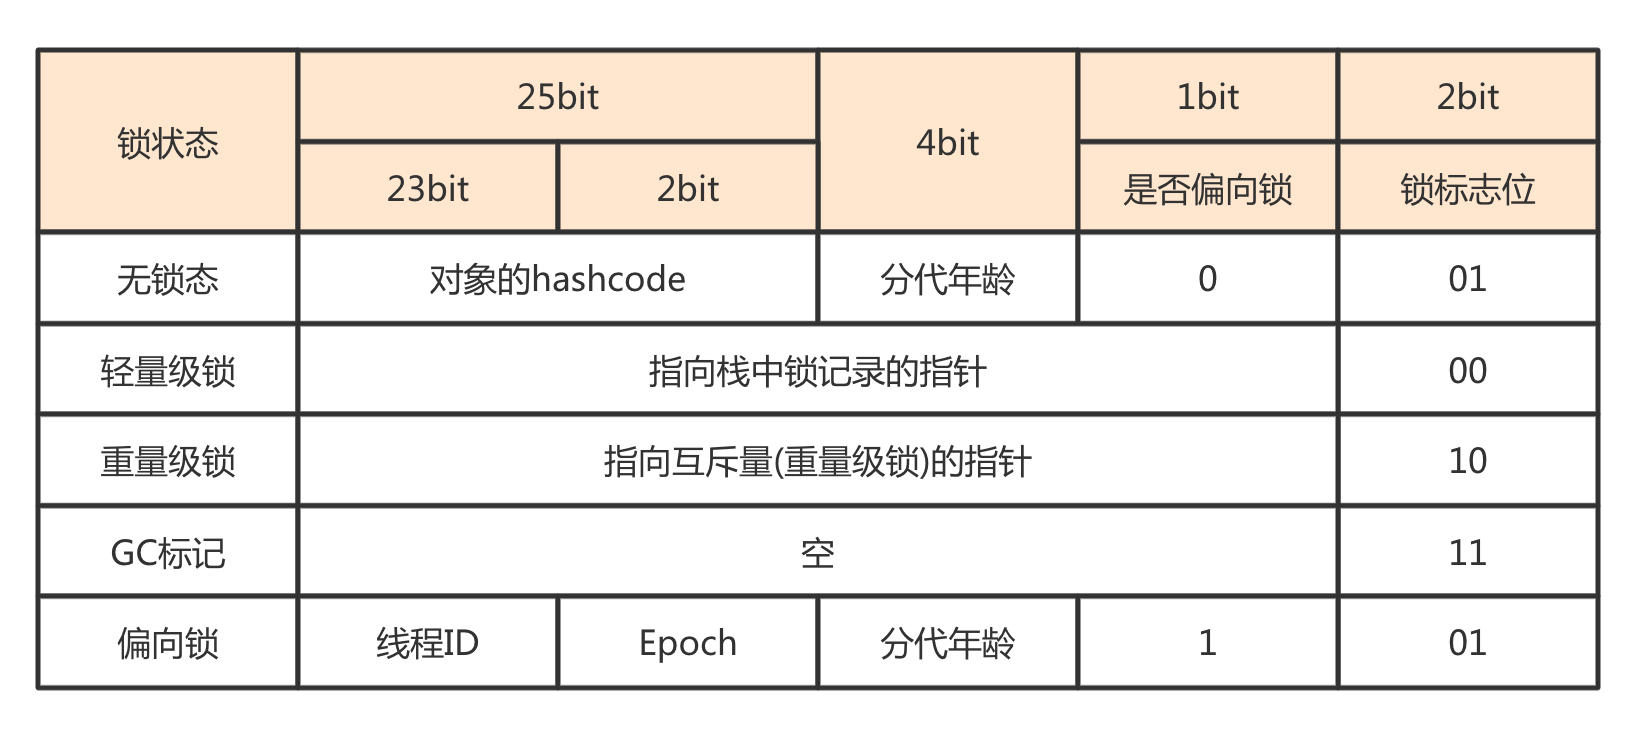 锁状态 25bit 4bit 1bit 2bit
23bit 2bit 是否偏向锁 锁标志位
无锁态 对象的hashcode 分代年龄 0 01
轻量级锁 指向栈中锁记录的指针 00
重量级锁 指向互斥量(重量级锁)的指针 10
GC标记 空 11
偏向锁 线程ID Epoch 分代年龄 1 01